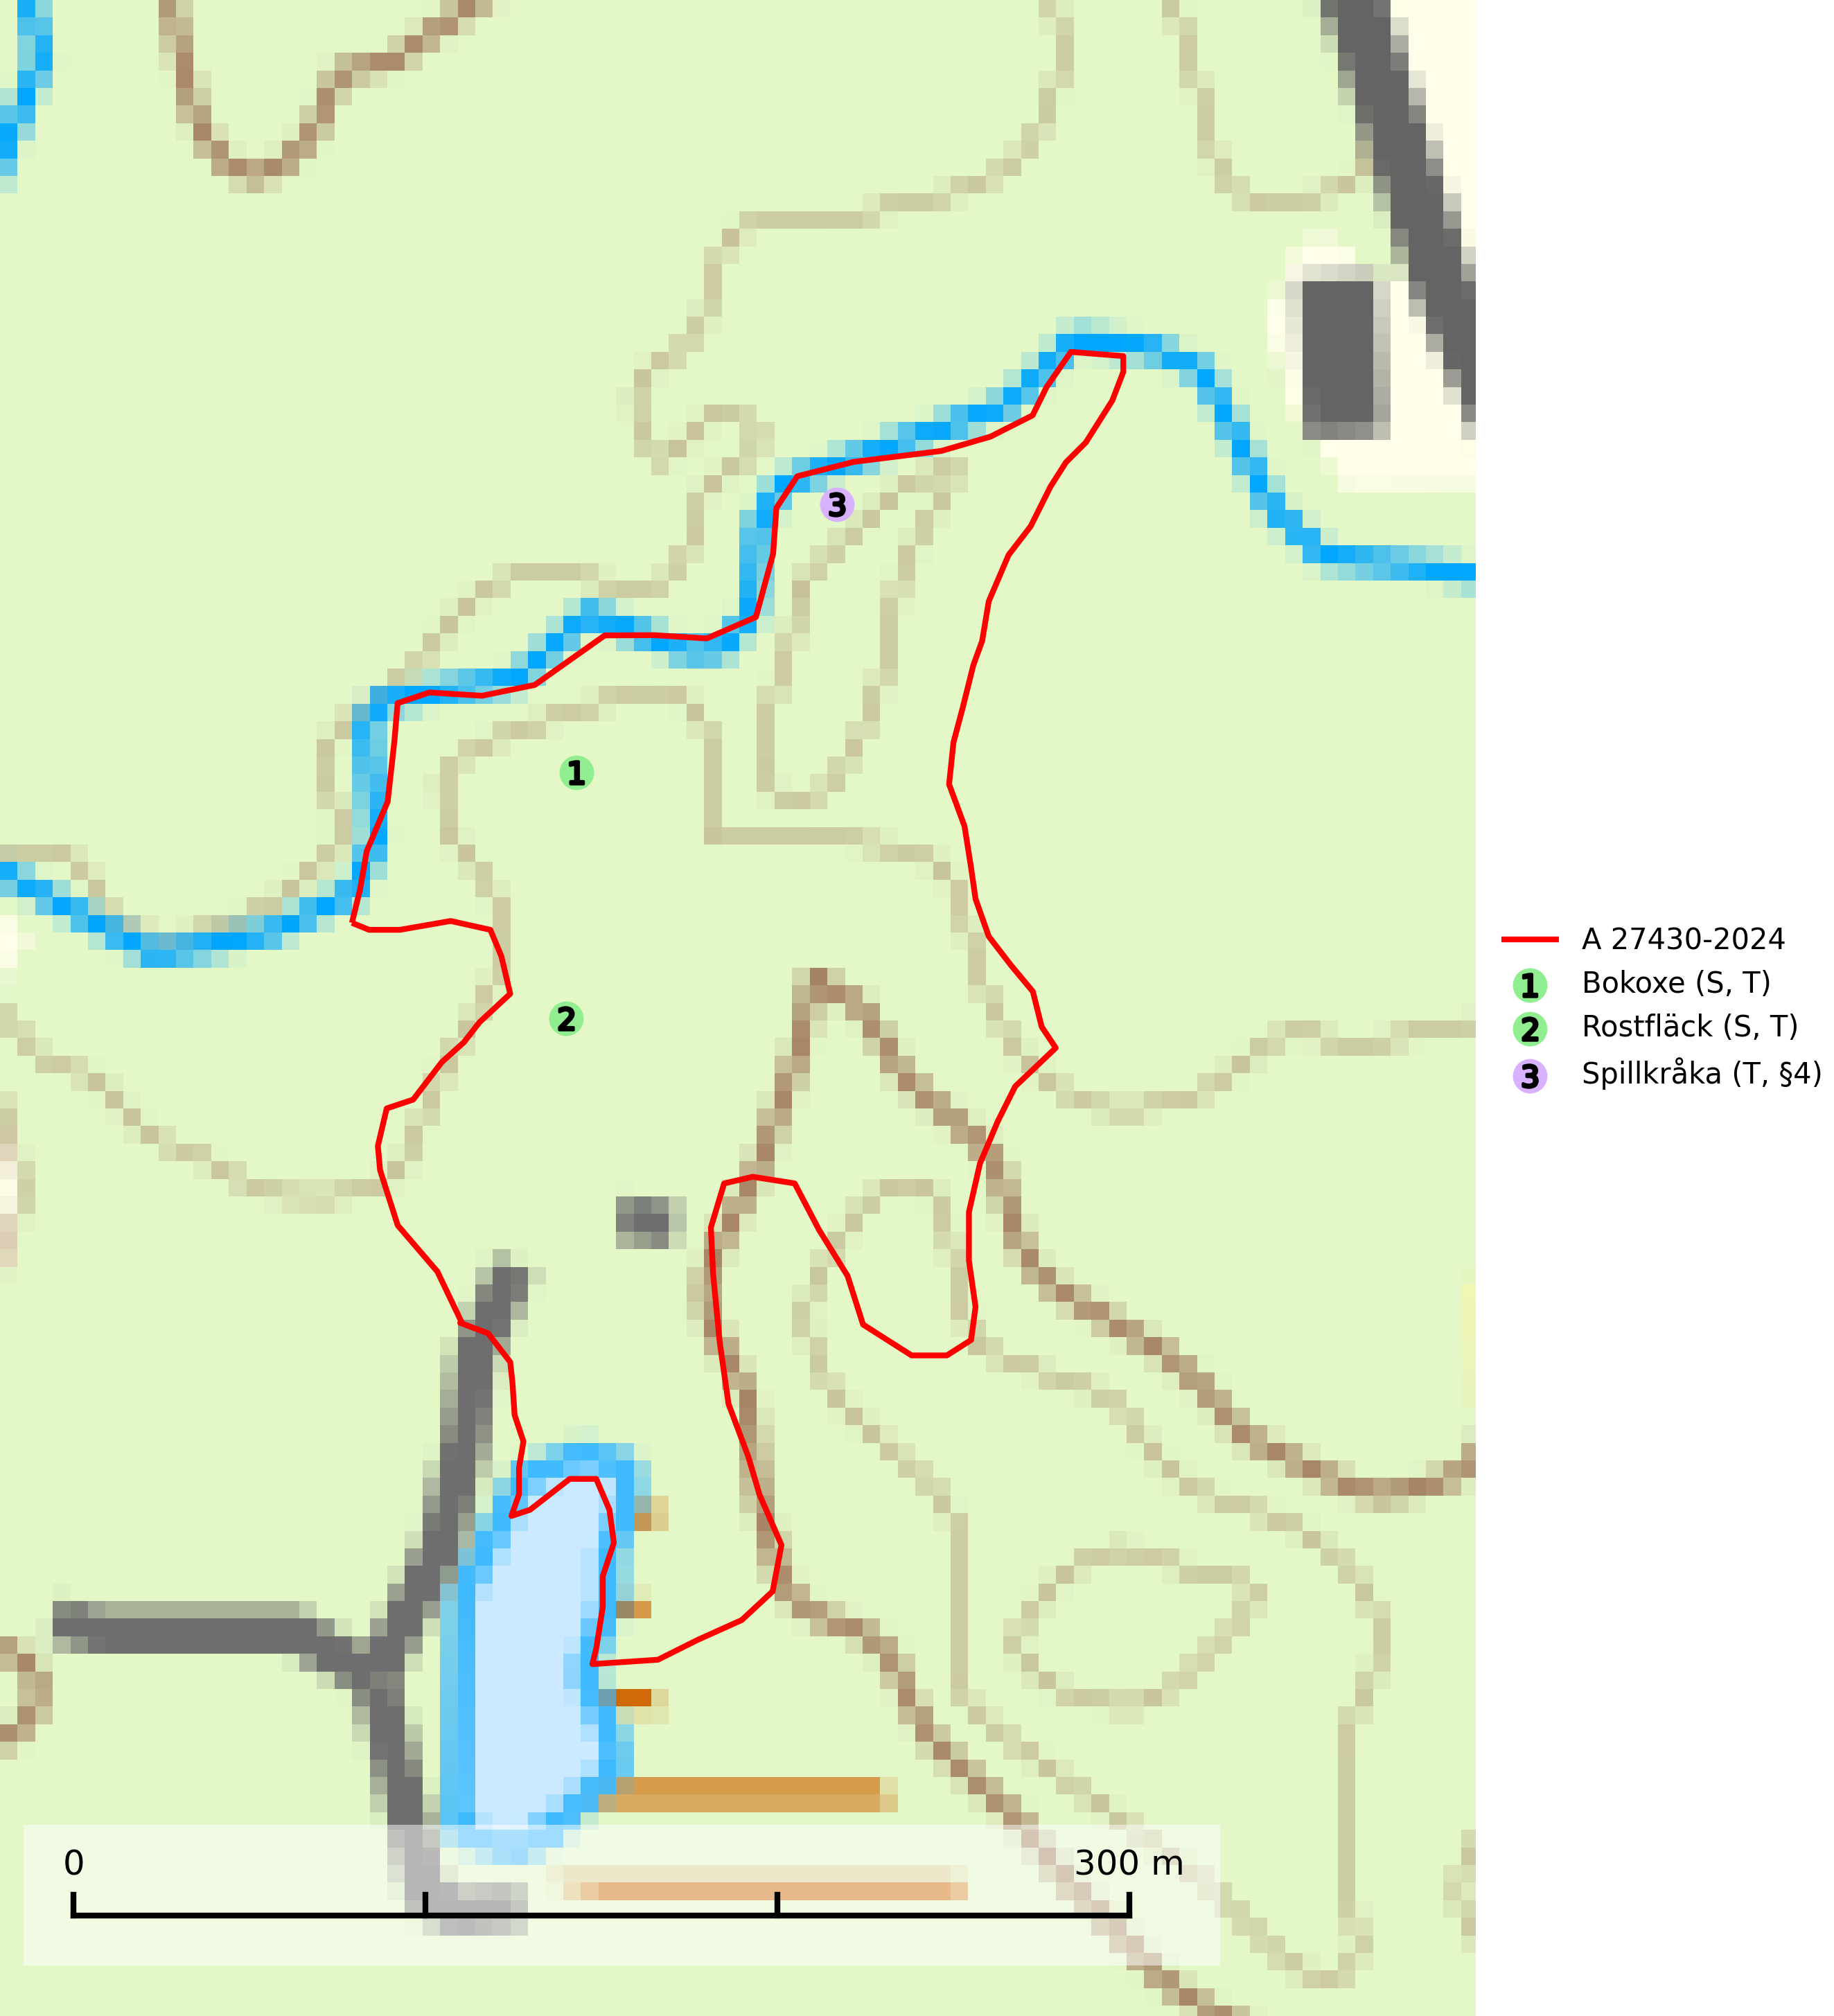 3
1
2
A 27430-2024
1 Bokoxe (S, T)
2 Rostfläck (S, T)
3 Spillkråka (T, §4)
0 300 m